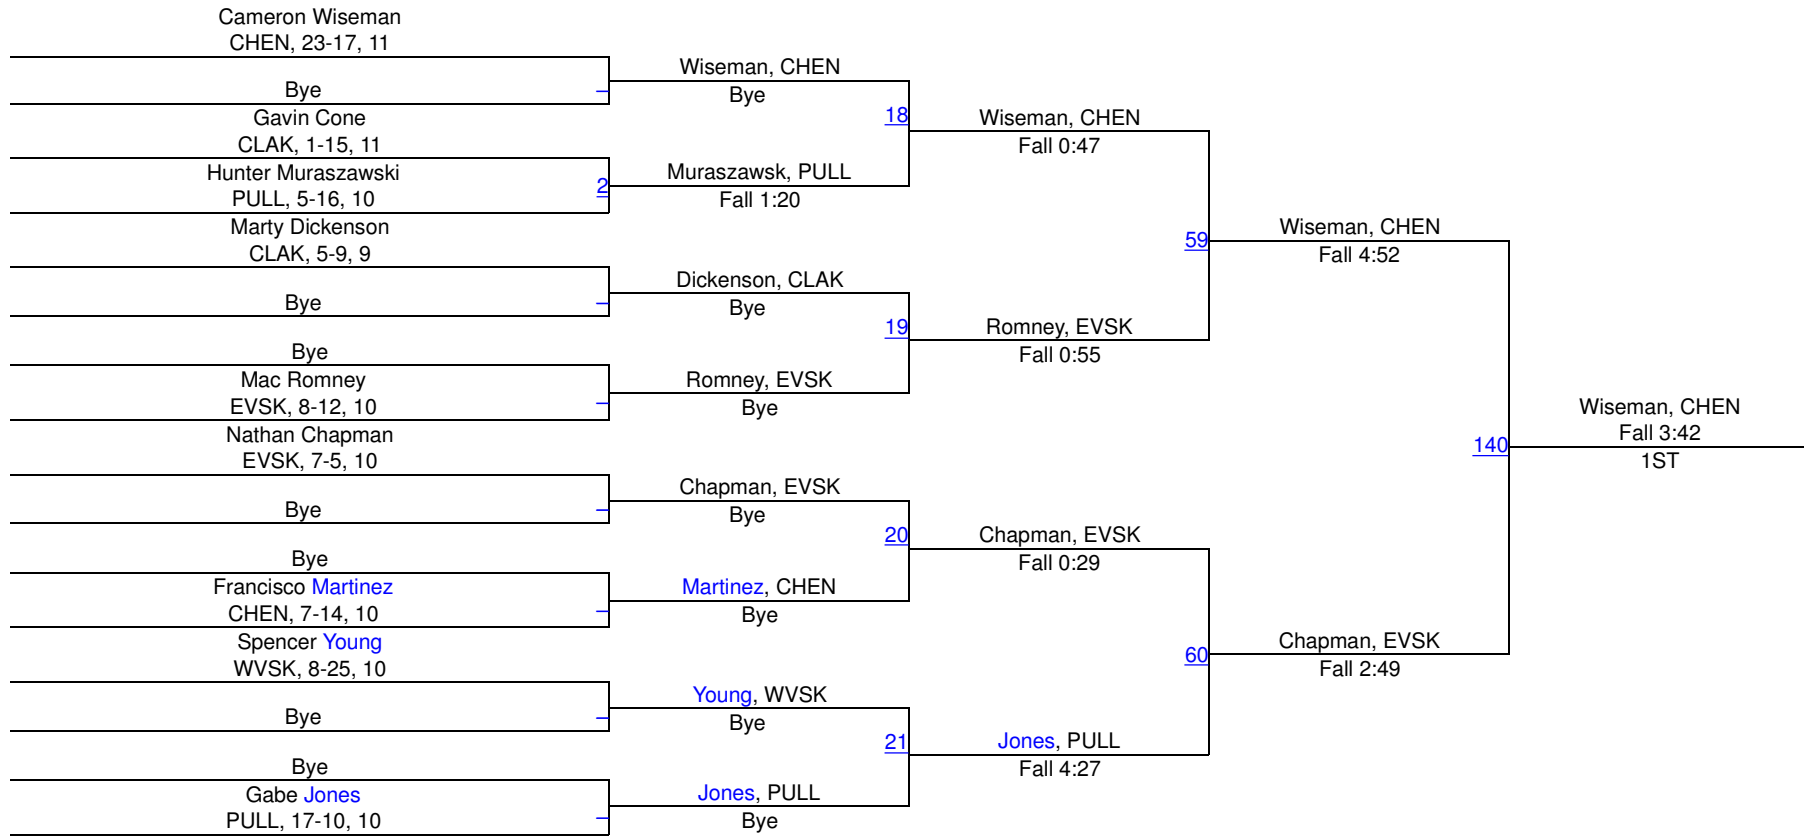 Cameron Wiseman
CHEN, 23-17, 11
Bye
Gavin Cone
CLAK, 1-15, 11
Hunter Muraszawski
PULL, 5-16, 10
Marty Dickenson
CLAK, 5-9, 9
Bye
Bye
Mac Romney
EVSK, 8-12, 10
Nathan Chapman
EVSK, 7-5, 10
Bye
Bye
Francisco Martinez
CHEN, 7-14, 10
Spencer Young
WVSK, 8-25, 10
Bye
Bye
Gabe Jones
PULL, 17-10, 10
Wiseman, CHEN
Bye
2
Muraszawsk, PULL
Fall 1:20
Dickenson, CLAK
Bye
Romney, EVSK
Bye
Chapman, EVSK
Bye
Martinez, CHEN
Bye
Young, WVSK
Bye
Jones, PULL
Bye
18
Wiseman, CHEN
Fall 0:47
19
Romney, EVSK
Fall 0:55
20
Chapman, EVSK
Fall 0:29
21
Jones, PULL
Fall 4:27
59
Wiseman, CHEN
Fall 4:52
60
Chapman, EVSK
Fall 2:49
140
Wiseman, CHEN
Fall 3:42
1ST